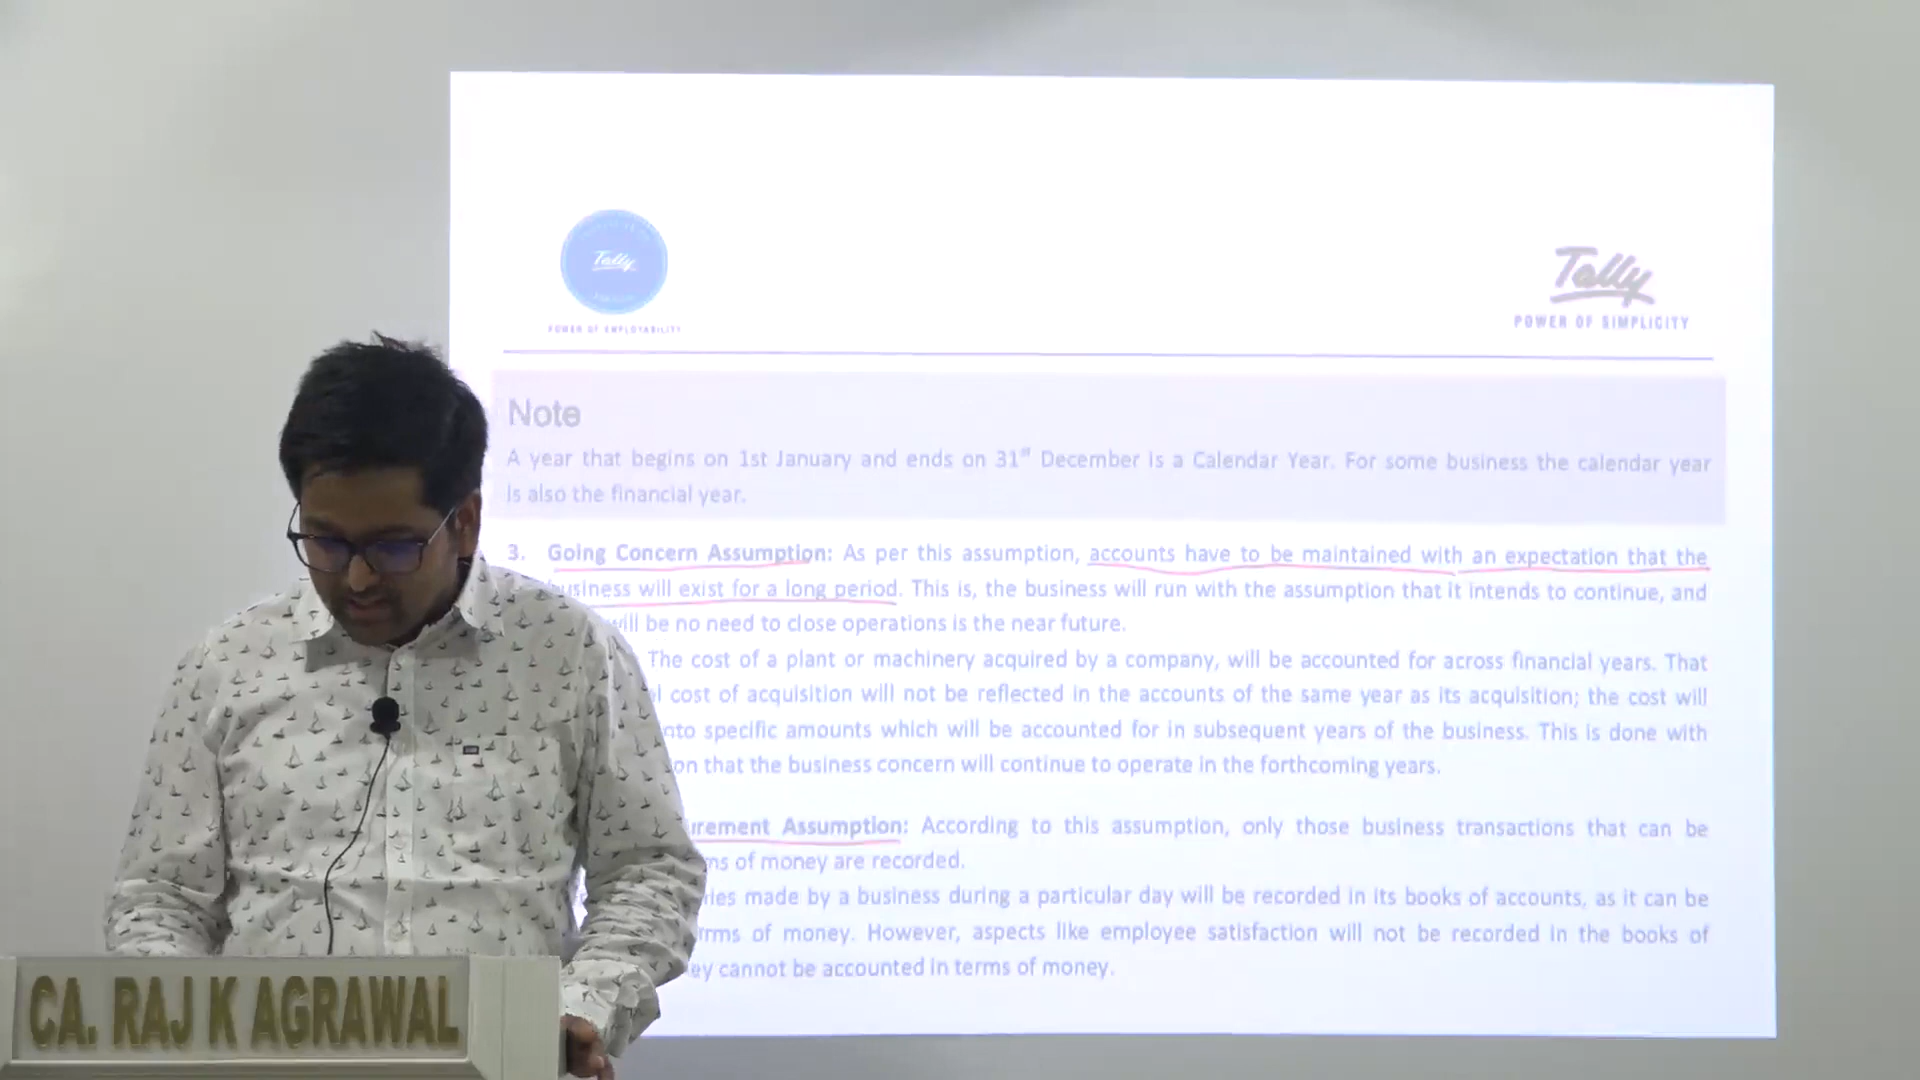 Tally
POWER OF EMPLOYABILITY
Tally
POWER OF SIMPLICITY
Note
A year that begins on 1st January and ends on 31st December is a Calendar Year. For some business the calendar year
is also the financial year.
3. Going Concern Assumption: As per this assumption, accounts have to be maintained with an expectation that the
business will exist for a long period. This is, the business will run with the assumption that it intends to continue, and
will be no need to close operations is the near future.
The cost of a plant or machinery acquired by a company, will be accounted for across financial years. That
cost of acquisition will not be reflected in the accounts of the same year as its acquisition; the cost will
specific amounts which will be accounted for in subsequent years of the business. This is done with
that the business concern will continue to operate in the forthcoming years.
Assumption: According to this assumption, only those business transactions that can be
of money are recorded.
made by a business during a particular day will be recorded in its books of accounts, as it can be
of money. However, aspects like employee satisfaction will not be recorded in the books of
cannot be accounted in terms of money.
CA. RAJ K AGRAWAL